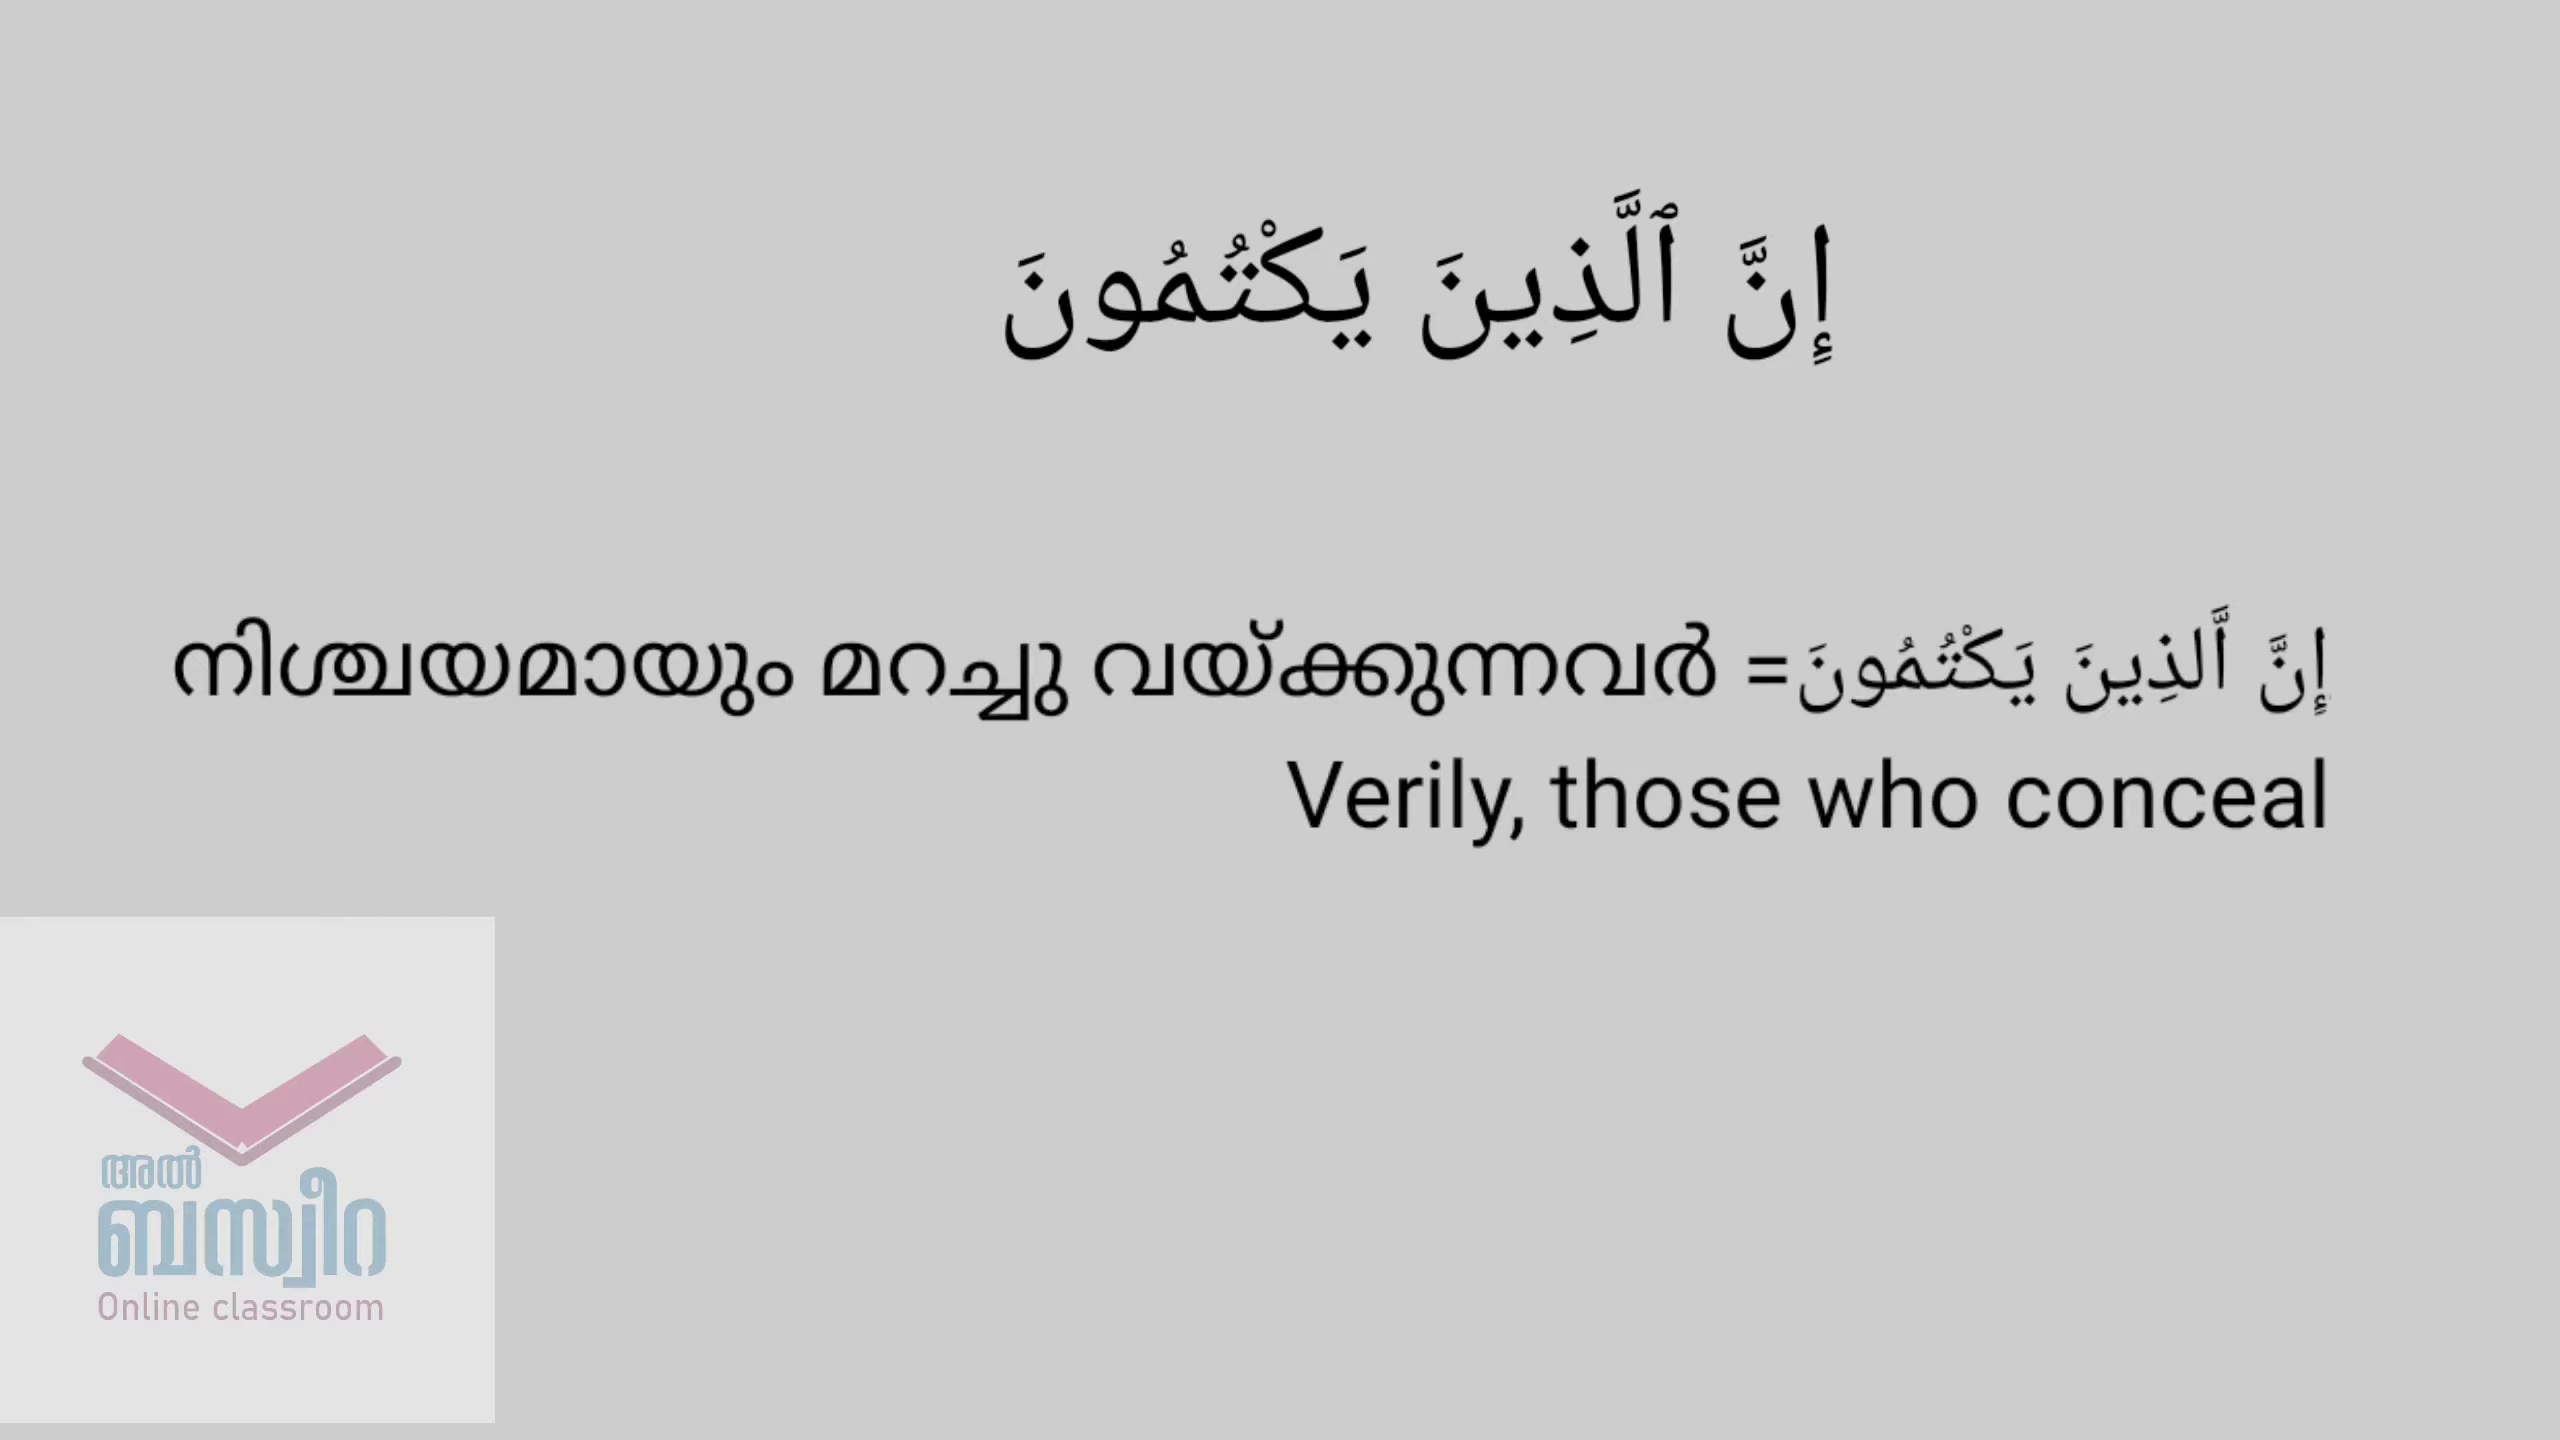 إِنَّ ٱلَّذِينَ يَكْتُمُونَ
إِنَّ ٱلَّذِينَ يَكْتُمُونَ= നിശ്ചയമായും മറച്ചു വയ്ക്കുന്നവർ
Verily, those who conceal
അൽ
ബസ്വീറ
Online classroom